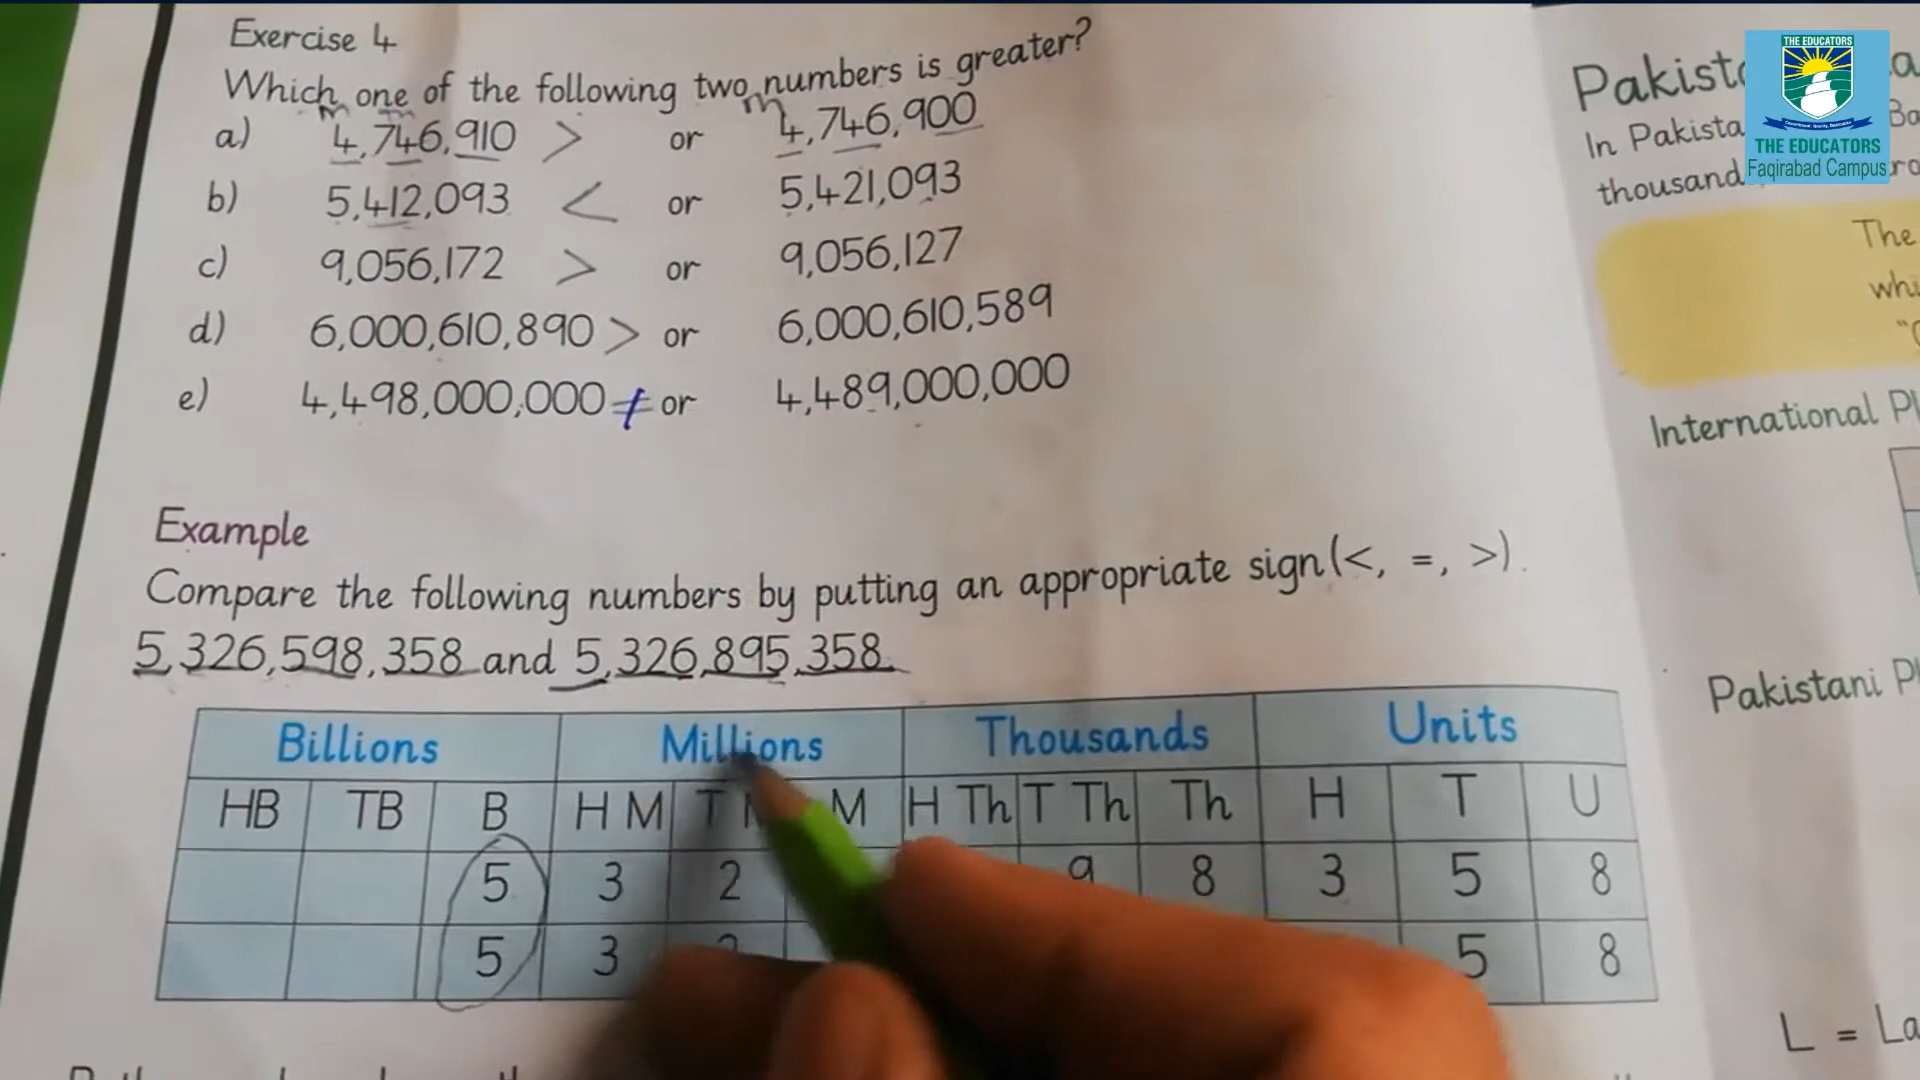 Exercise 4
Which one of the following two numbers is greater?
m m m
a) 4,746,910 > or 4,746,900
b) 5,412,093 < or 5,421,093
c) 9,056,172 > or 9,056,127
d) 6,000,610,890 > or 6,000,610,589
e) 4,498,000,000 ≠ or 4,489,000,000
Example
Compare the following numbers by putting an appropriate sign(<, =, >).
5,326,598,358 and 5,326,895,358.
Billions Millions Thousands Units
HB TB B H M T M M H Th T Th Th H T U
5 3 2 9 8 3 5 8
5 3 5 8
In Pakista
thousand
The
whi
International Pl
Pakistani P
L = La
THE EDUCATORS
THE EDUCATORS
Faqirabad Campus